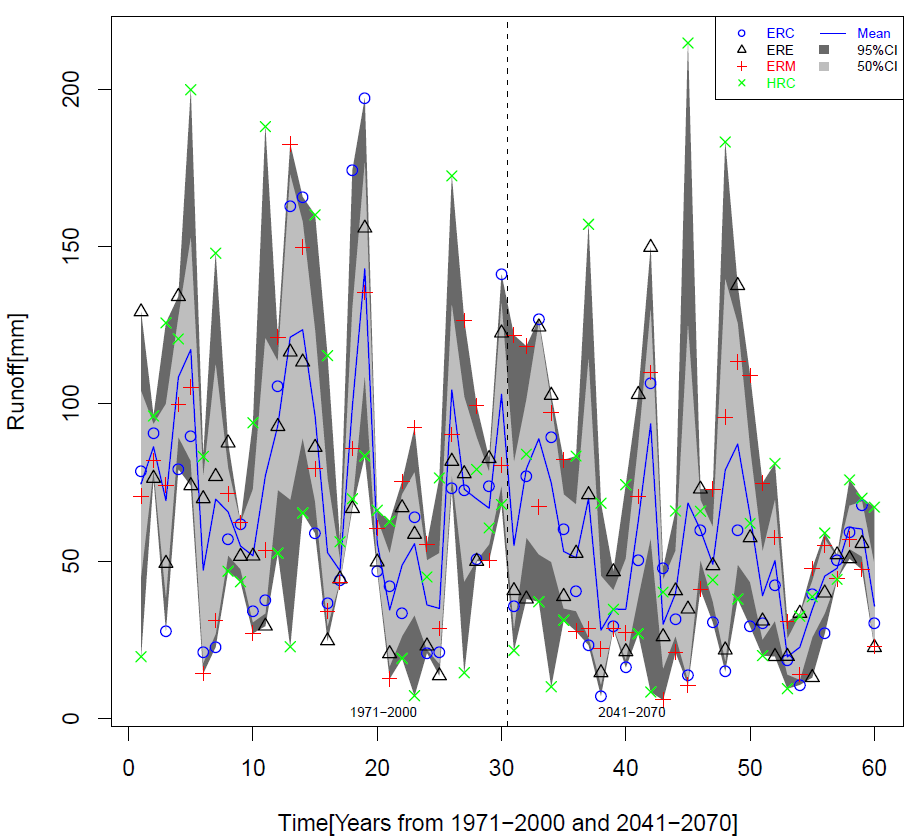 ERC Mean
ERE 95%CI
ERM 50%CI
HRC
Runoff[mm]
200
150
100
50
0
1971−2000 2041−2070
0 10 20 30 40 50 60
Time[Years from 1971−2000 and 2041−2070]